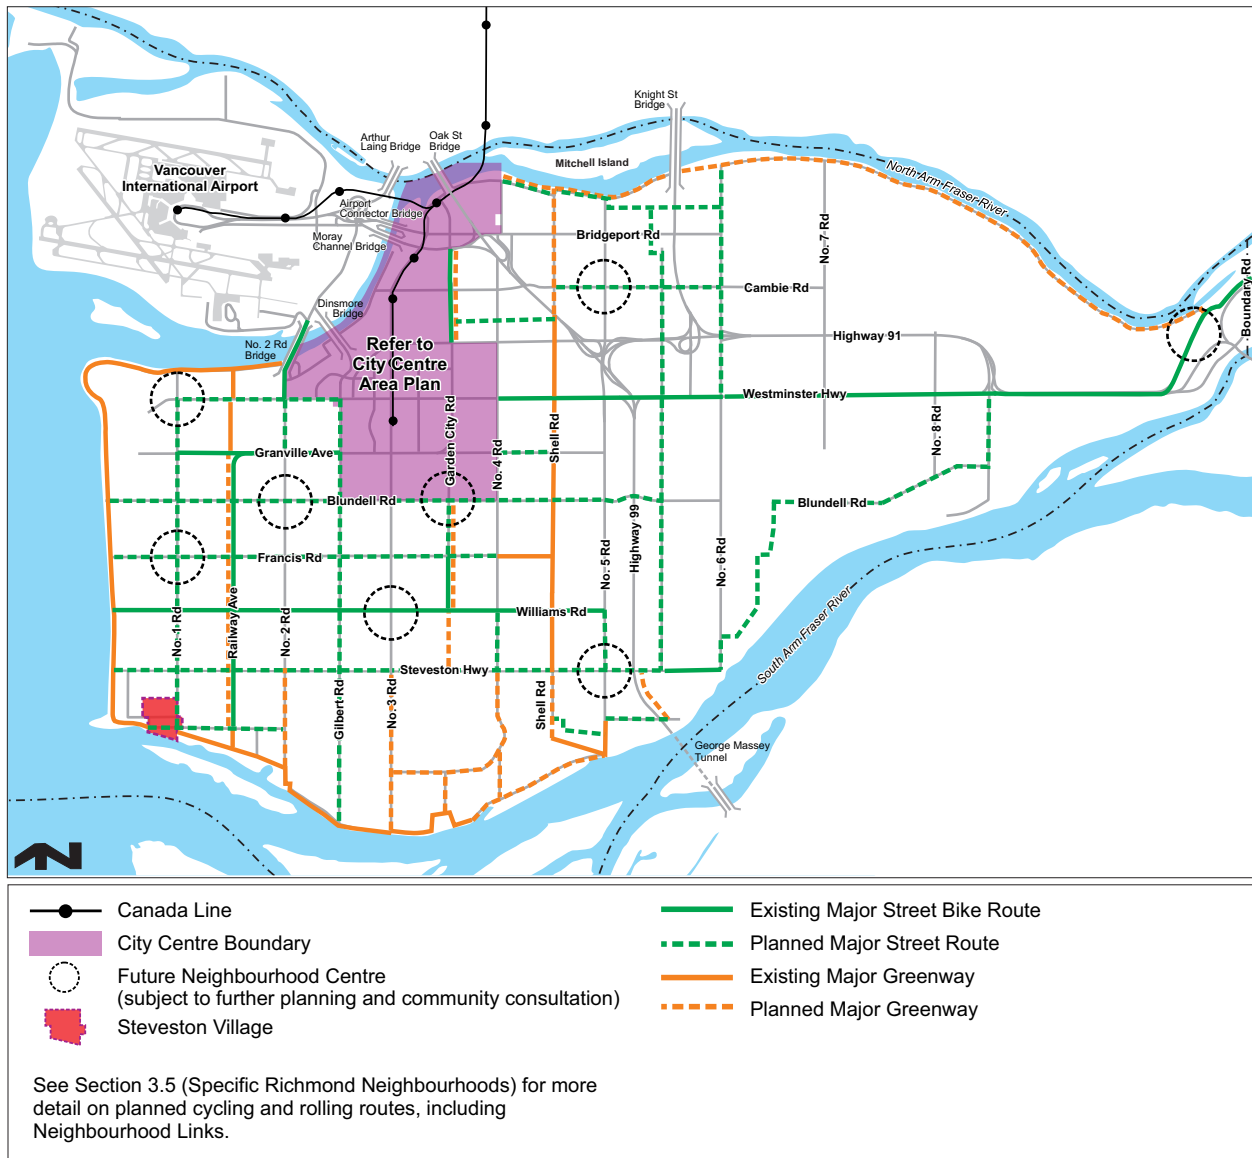 Knight St
Bridge
Arthur
Laing Bridge
Oak St
Bridge
Mitchell Island
Vancouver
International Airport
Airport
Connector Bridge
Moray
Channel Bridge
North Arm Fraser River
No. 7 Rd
Bridgeport Rd
Boundary Rd
Cambie Rd
Dinsmore
Bridge
No. 2 Rd
Bridge
Refer to
City Centre
Area Plan
Highway 91
Westminster Hwy
Garden City Rd
No. 4 Rd
Shell Rd
No. 8 Rd
Granville Ave
Blundell Rd
Blundell Rd
Francis Rd
No. 5 Rd
Highway 99
No. 6 Rd
No. 1 Rd
Railway Ave
No. 2 Rd
Williams Rd
South Arm Fraser River
Steveston Hwy
Gilbert Rd
No. 3 Rd
Shell Rd
George Massey
Tunnel
N
Canada Line
City Centre Boundary
Future Neighbourhood Centre
(subject to further planning and community consultation)
Steveston Village
Existing Major Street Bike Route
Planned Major Street Route
Existing Major Greenway
Planned Major Greenway
See Section 3.5 (Specific Richmond Neighbourhoods) for more
detail on planned cycling and rolling routes, including
Neighbourhood Links.